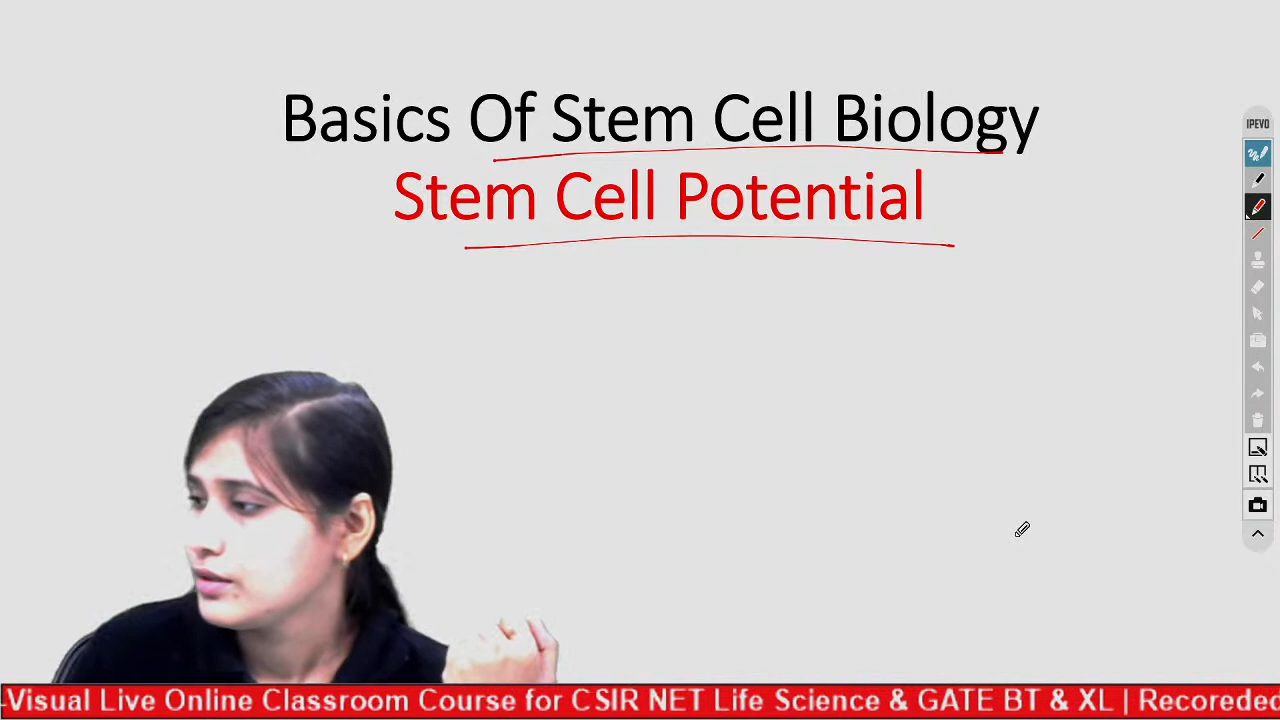 Basics Of Stem Cell Biology
Stem Cell Potential
IPEVO
-Visual Live Online Classroom Course for CSIR NET Life Science & GATE BT & XL | Recoreded